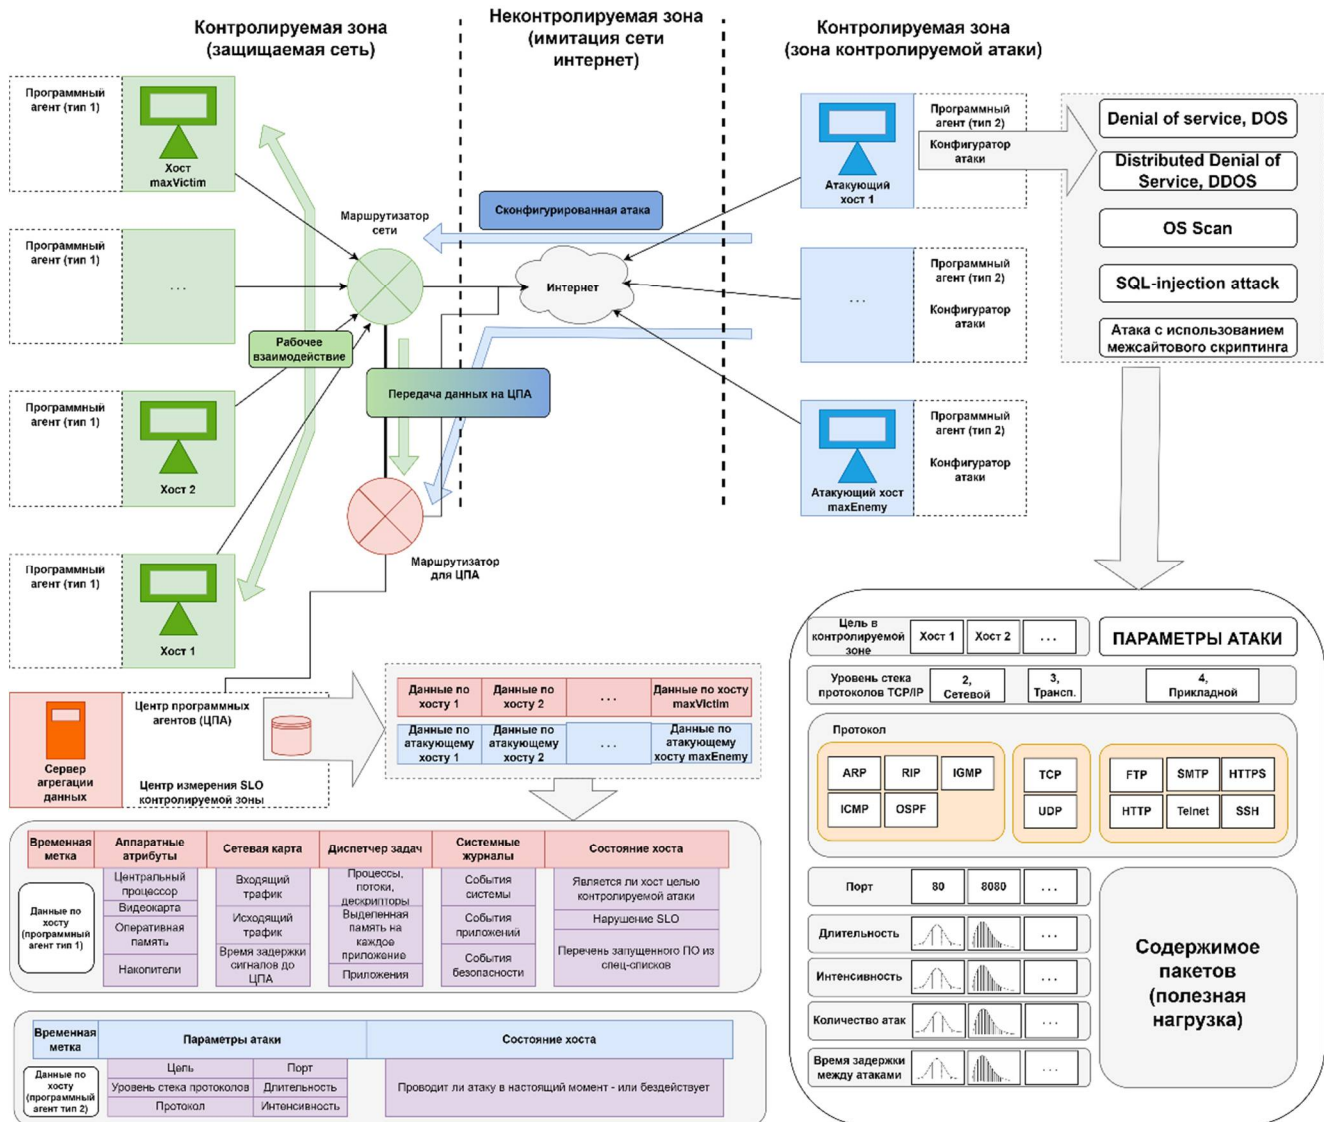 Контролируемая зона
(защищаемая сеть)
Неконтролируемая зона
(имитация сети
интернет)
Контролируемая зона
(зона контролируемой атаки)
Программный
агент (тип 1)
Хост
maxVictim
Программный
агент (тип 1)
...
Программный
агент (тип 1)
Хост 2
Программный
агент (тип 1)
Хост 1
Маршрутизатор
сети
Рабочее
взаимодействие
Сконфигурированная атака
Интернет
Передача данных на ЦПА
Маршрутизатор
для ЦПА
Атакующий
хост 1
Программный
агент (тип 2)
Конфигуратор
атаки
...
Программный
агент (тип 2)
Конфигуратор
атаки
Атакующий хост
maxEnemy
Программный
агент (тип 2)
Конфигуратор
атаки
Denial of service, DOS
Distributed Denial of
Service, DDOS
OS Scan
SQL-injection attack
Атака с использованием
межсайтового скриптинга
Сервер
агрегации
данных
Центр программных
агентов (ЦПА)
Центр измерения SLO
контролируемой зоны
Данные по
хосту 1
Данные по
хосту 2
...
Данные по хосту
maxVictim
Данные по
атакующему
хосту 1
Данные по
атакующему
хосту 2
...
Данные по
атакующему
хосту maxEnemy
Временная
метка
Аппаратные
атрибуты
Сетевая карта
Диспетчер задач
Системные
журналы
Состояние хоста
Данные по
хосту
(программный
агент тип 1)
Центральный
процессор
Видеокарта
Оперативная
память
Накопители
Входящий
трафик
Исходящий
трафик
Время задержки
сигналов до
ЦПА
Процессы,
потоки,
дескрипторы
Выделенная
память на
каждое
приложение
Приложения
События
системы
События
приложений
События
безопасности
Является ли хост целью
контролируемой атаки
Нарушение SLO
Перечень запущенного ПО из
спец-списков
Временная
метка
Параметры атаки
Состояние хоста
Данные по
хосту
(программный
агент тип 2)
Цель
Порт
Уровень стека протоколов
Длительность
Протокол
Интенсивность
Проводит ли атаку в настоящий момент - или бездействует
Цель в
контролируемой
зоне
Хост 1
Хост 2
...
ПАРАМЕТРЫ АТАКИ
Уровень стека
протоколов TCP/IP
2,
Сетевой
3,
Трансп.
4,
Прикладной
Протокол
ARP
RIP
IGMP
ICMP
OSPF
TCP
UDP
FTP
SMTP
HTTPS
HTTP
Telnet
SSH
Порт
80
8080
...
Длительность
...
Интенсивность
...
Количество атак
...
Время задержки
между атаками
...
Содержимое
пакетов
(полезная
нагрузка)